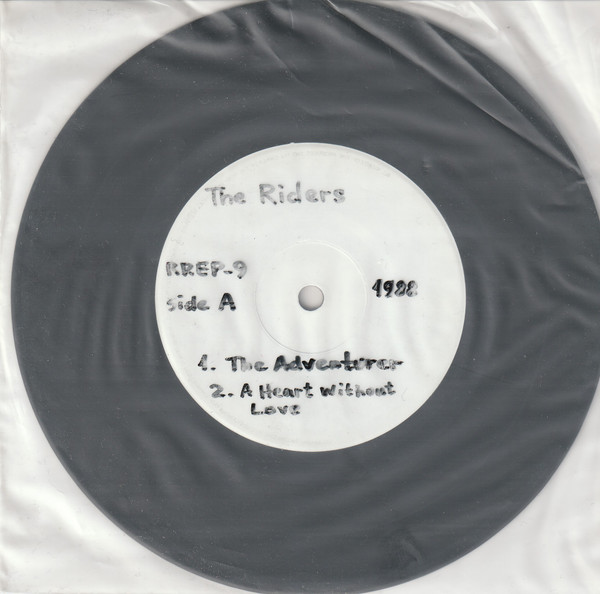 The Riders
RREP-9
1988
side A
1. The Adventurer
2. A Heart without
Love